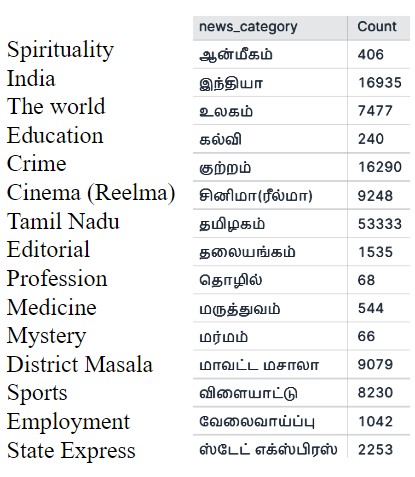 news_category Count
Spirituality ஆன்மீகம் 406
India இந்தியா 16935
The world உலகம் 7477
Education கல்வி 240
Crime குற்றம் 16290
Cinema (Reelma) சினிமா(ரீல்மா) 9248
Tamil Nadu தமிழகம் 53333
Editorial தலையங்கம் 1535
Profession தொழில் 68
Medicine மருத்துவம் 544
Mystery மர்மம் 66
District Masala மாவட்ட மசாலா 9079
Sports விளையாட்டு 8230
Employment வேலைவாய்ப்பு 1042
State Express ஸ்டேட் எக்ஸ்பிரஸ் 2253